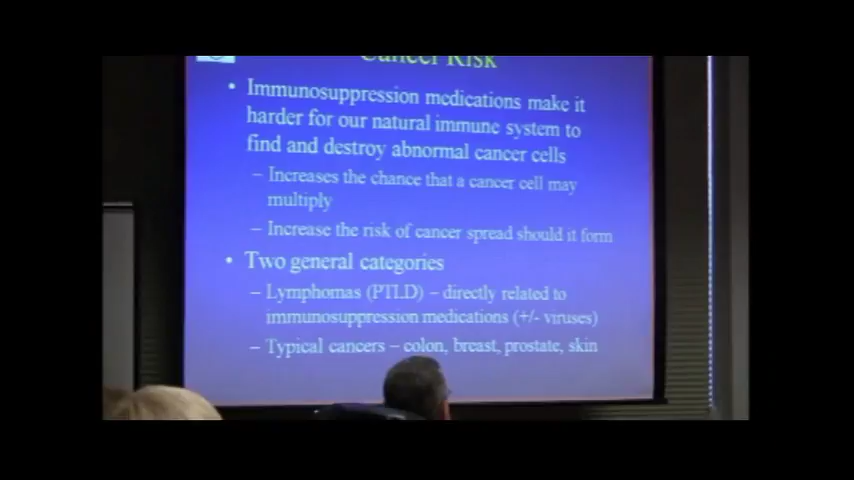 Cancer Risk
• Immunosuppression medications make it
harder for our natural immune system to
find and destroy abnormal cancer cells
– Increases the chance that a cancer cell may
multiply
– Increase the risk of cancer spread should it form
• Two general categories
– Lymphomas (PTLD) – directly related to
immunosuppression medications (+/- viruses)
– Typical cancers – colon, breast, prostate, skin